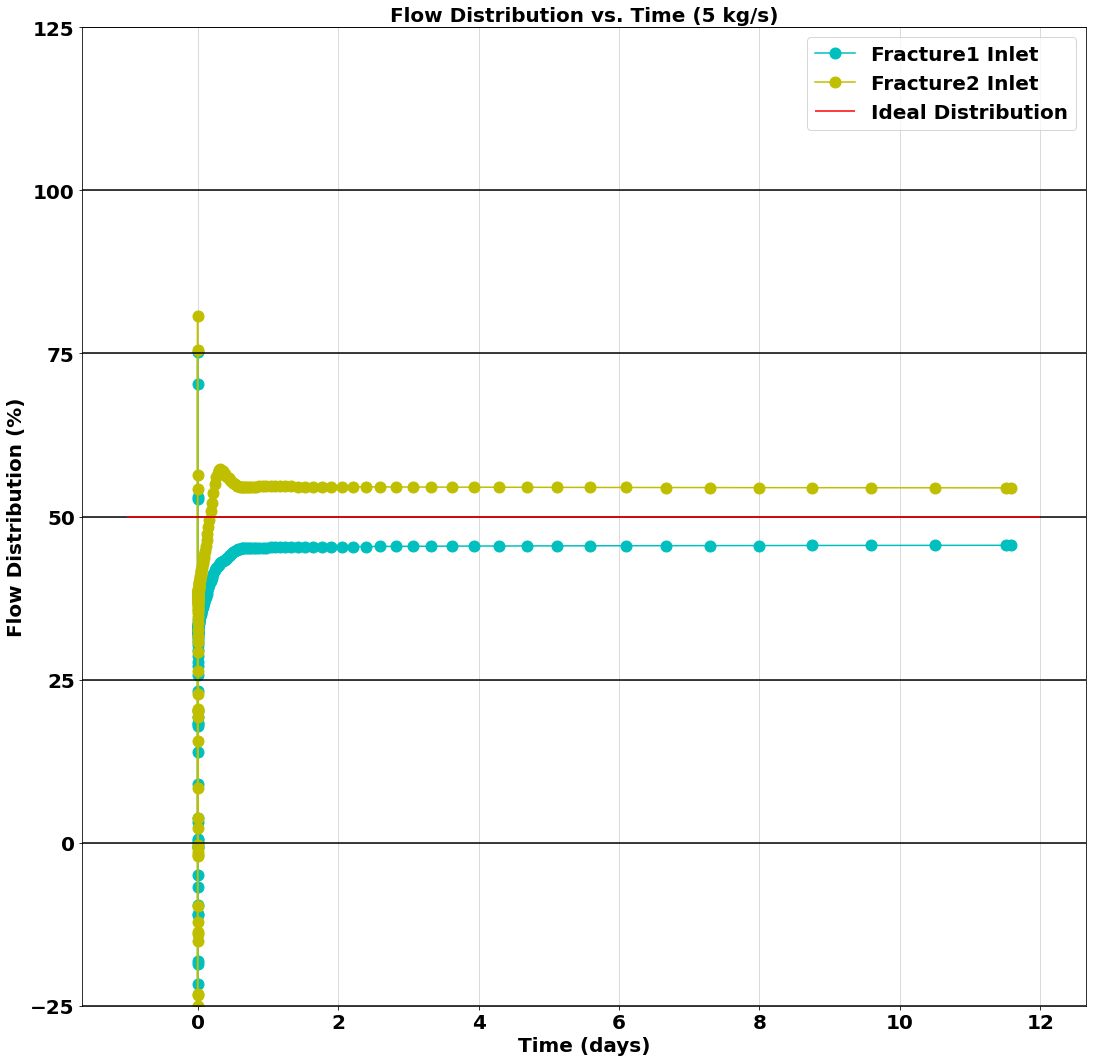 Flow Distribution vs. Time (5 kg/s)
125
100
75
50
25
0
−25
Flow Distribution (%)
Fracture1 Inlet
Fracture2 Inlet
Ideal Distribution
0 2 4 6 8 10 12
Time (days)